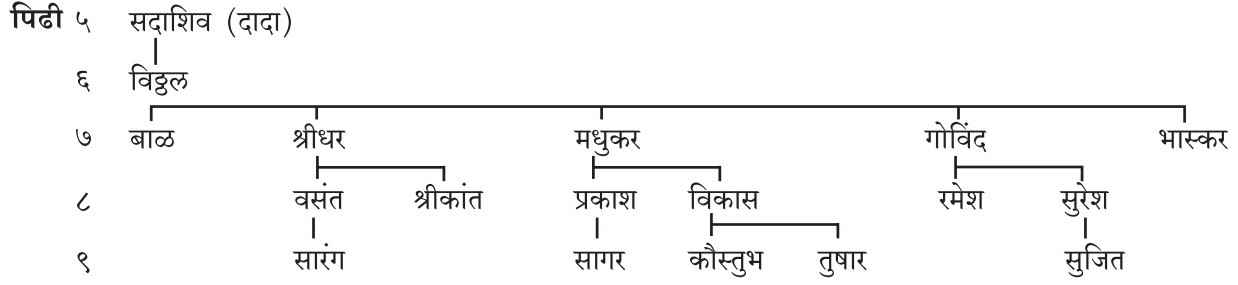 पिढी ५ सदाशिव (दादा)
६ विठ्ठल
७ बाळ श्रीधर मधुकर गोविंद भास्कर
८ वसंत श्रीकांत प्रकाश विकास रमेश सुरेश
९ सारंग सागर कौस्तुभ तुषार सुजित